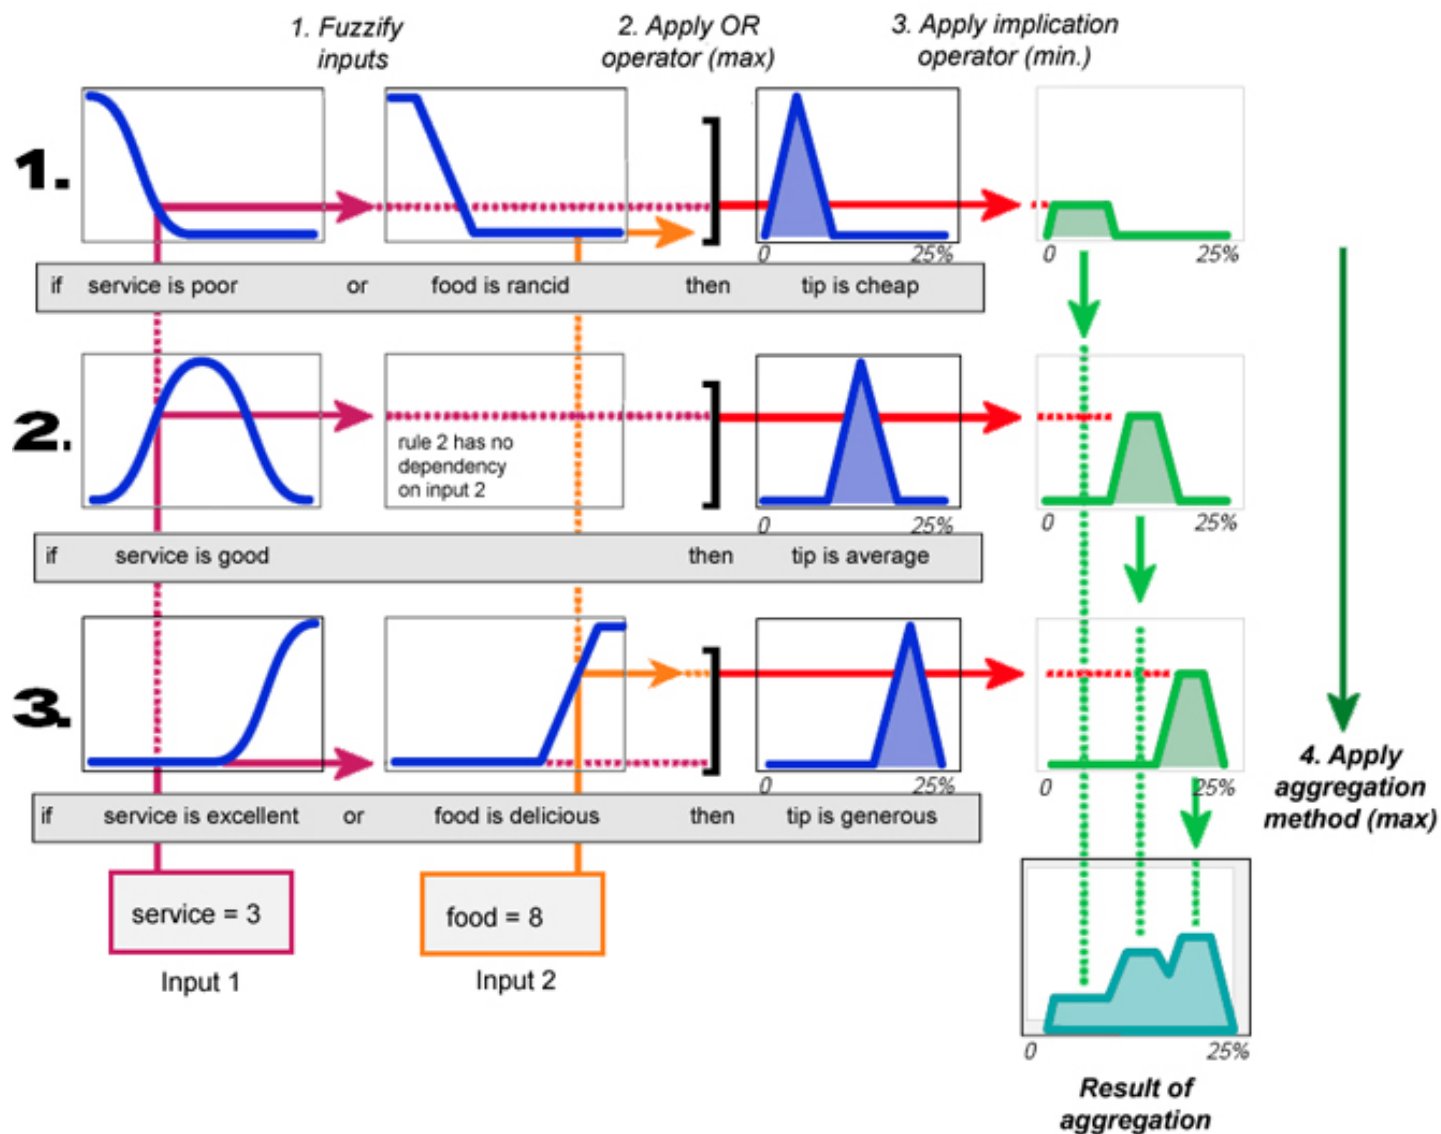 1. Fuzzify
inputs
2. Apply OR
operator (max)
3. Apply implication
operator (min.)
1.
0 25%
0 25%
if service is poor or food is rancid then tip is cheap
2.
rule 2 has no
dependency
on input 2
0 25%
0 25%
if service is good then tip is average
3.
0 25%
0 25%
if service is excellent or food is delicious then tip is generous
4. Apply
aggregation
method (max)
service = 3
food = 8
Input 1
Input 2
0 25%
Result of
aggregation